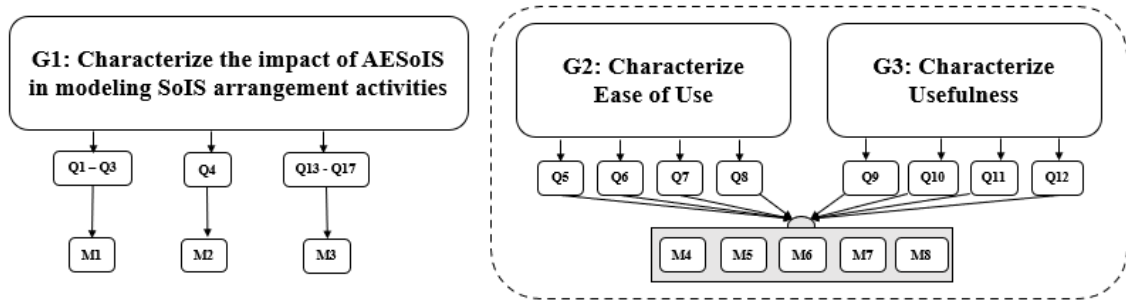 G1: Characterize the impact of AESoIS
in modeling SoIS arrangement activities
Q1 – Q3
Q4
Q13 - Q17
M1
M2
M3
G2: Characterize
Ease of Use
G3: Characterize
Usefulness
Q5
Q6
Q7
Q8
Q9
Q10
Q11
Q12
M4
M5
M6
M7
M8